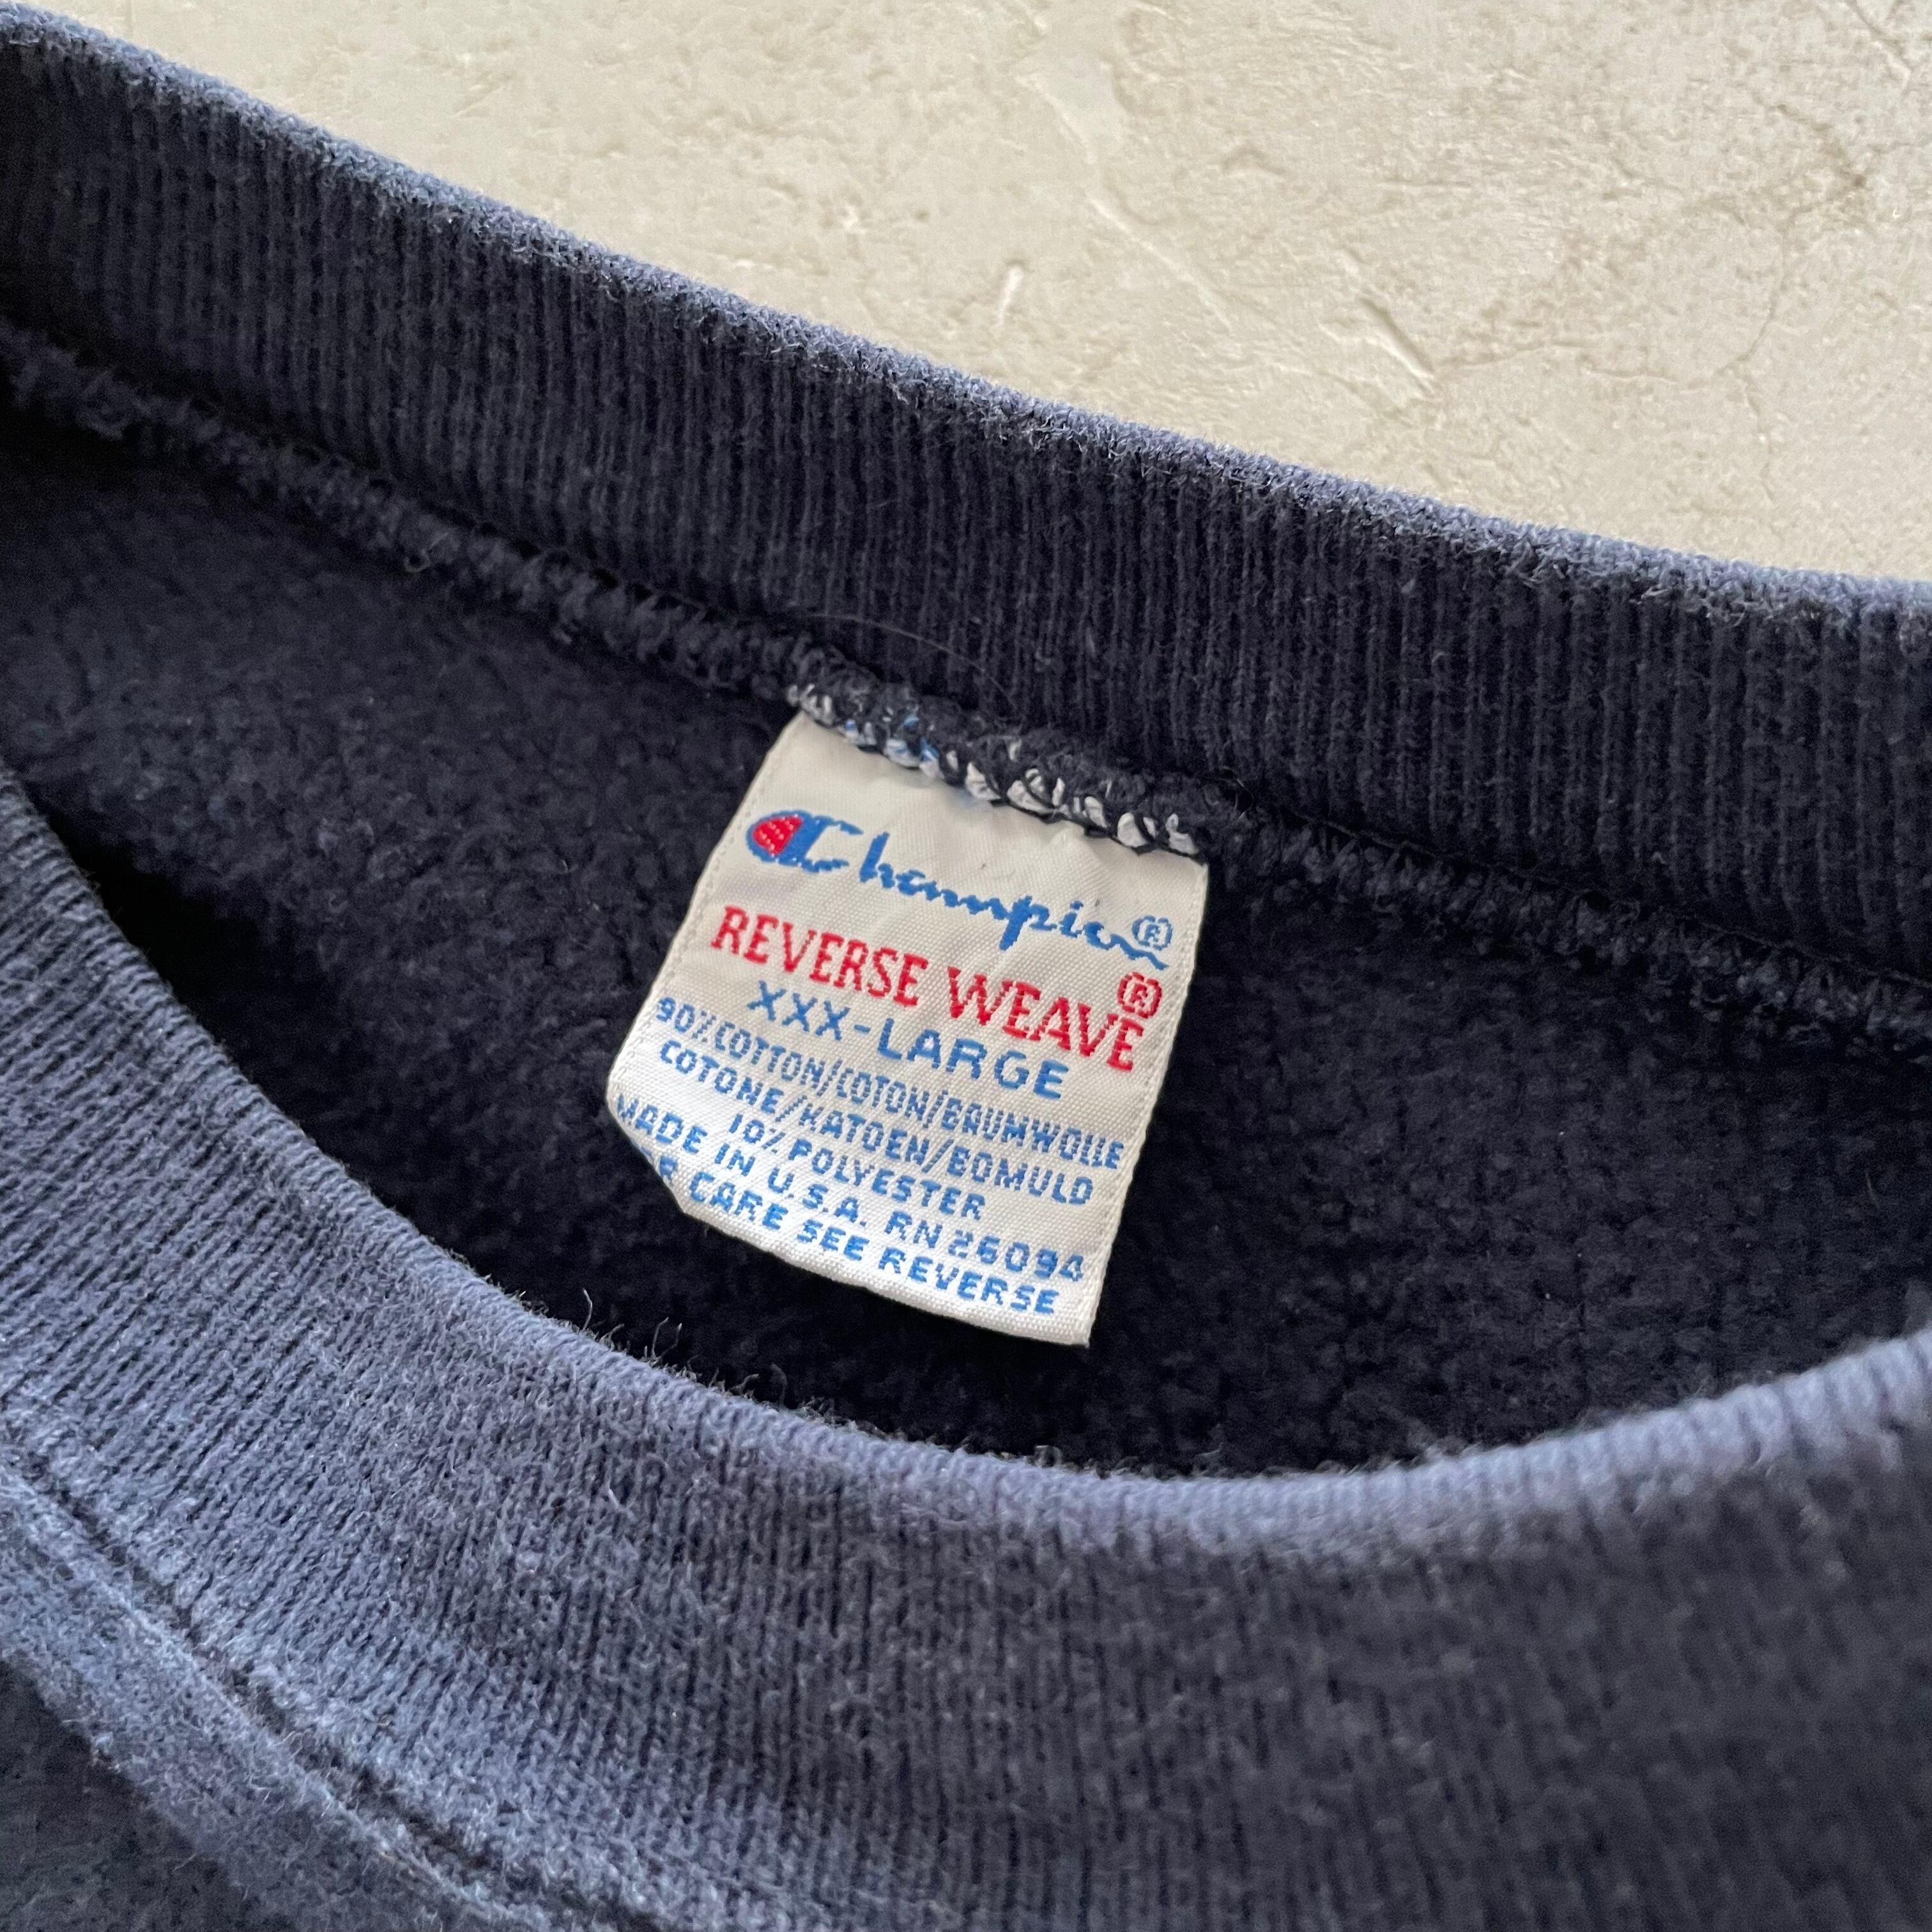 Champion®
REVERSE WEAVE®
XXX-LARGE
90% COTTON/COTON/BAUMWOLLE
COTONE/KATOEN/BOMULD
10% POLYESTER
MADE IN U.S.A. RN 26094
CARE SEE REVERSE